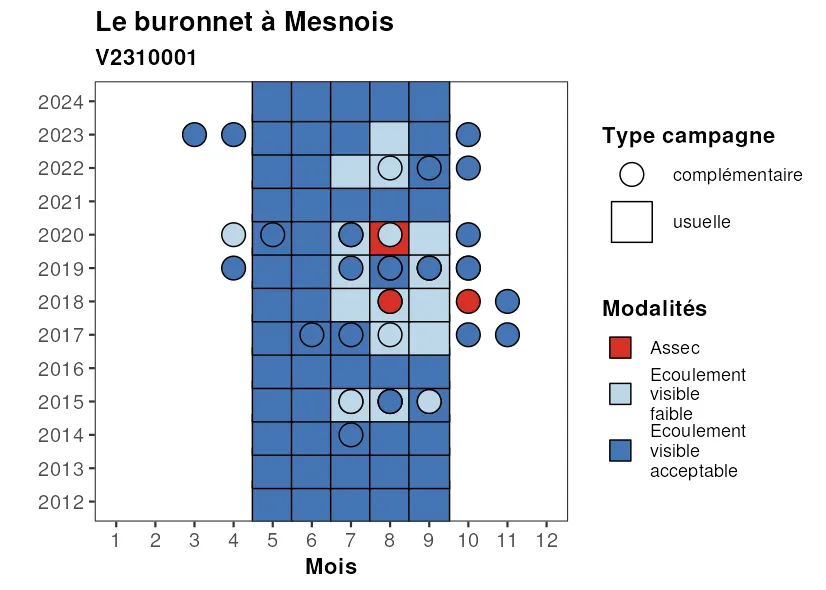 Le buronnet à Mesnois
V2310001
2024
2023
2022
2021
2020
2019
2018
2017
2016
2015
2014
2013
2012
1 2 3 4 5 6 7 8 9 10 11 12
Mois
Type campagne
complémentaire
usuelle
Modalités
Assec
Ecoulement
visible
faible
Ecoulement
visible
acceptable